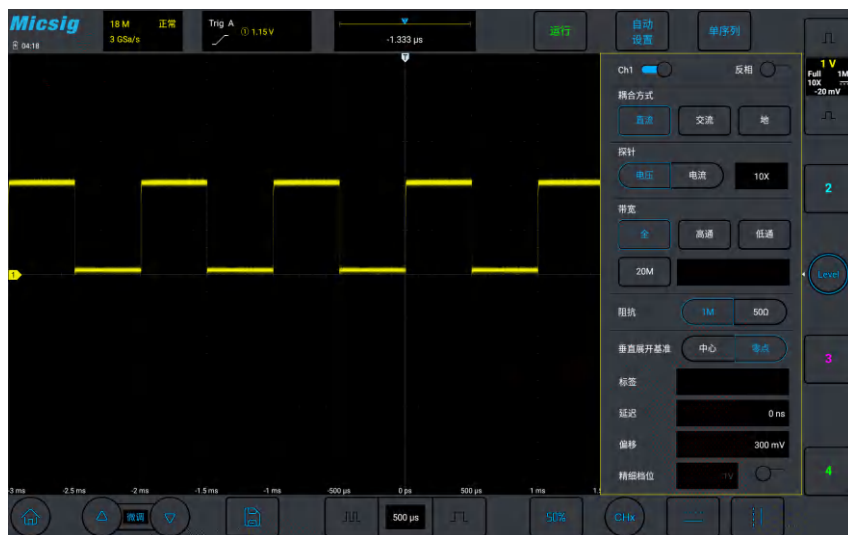 Micsig
04:18
18 M 正常
3 GSa/s
Trig A
① 1.15 V
T
-1.333 μs
运行
自动
设置
单序列
1 V
Full 1M
10X
-20 mV
2
Level
3
4
T
1
Ch1 反相
耦合方式
直流 交流 地
探针
电压 电流 10X
带宽
全 高通 低通
20M
阻抗 1M 50Ω
垂直展开基准 中心 零点
标签
延迟 0 ns
偏移 300 mV
精细档位 1V
-3 ms -2.5 ms -2 ms -1.5 ms -1 ms -500 μs 0 ps 500 μs 1 ms 1.
微调
500 μs
50%
CHx